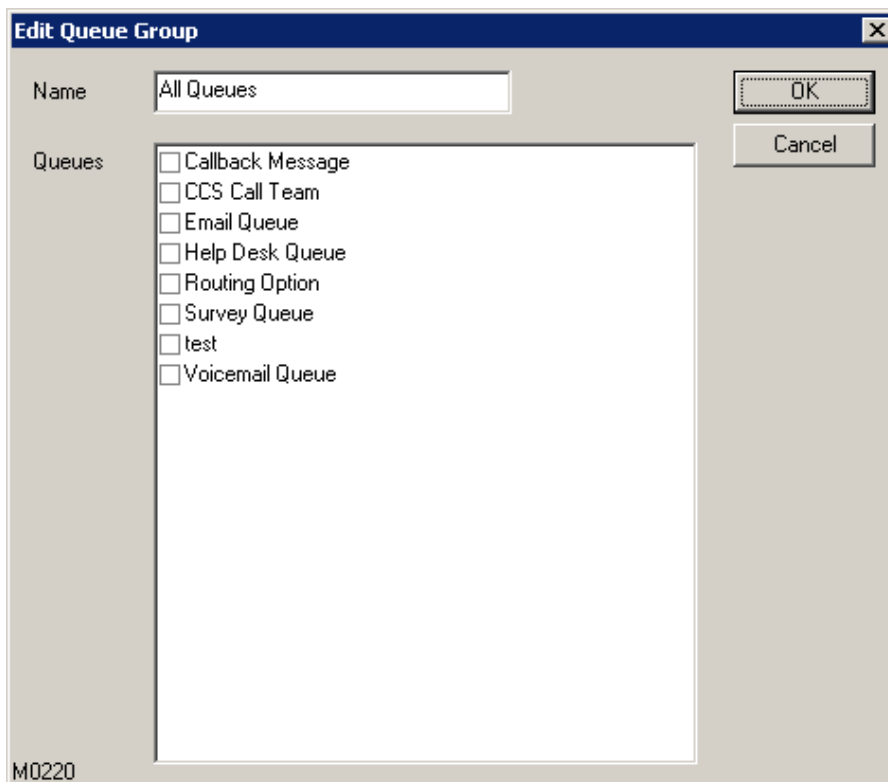 Edit Queue Group
Name
All Queues
OK
Cancel
Queues
Callback Message
CCS Call Team
Email Queue
Help Desk Queue
Routing Option
Survey Queue
test
Voicemail Queue
M0220